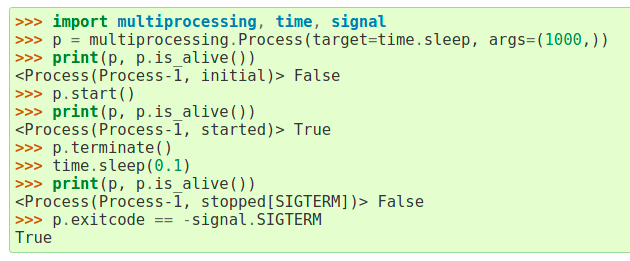 >>> import multiprocessing, time, signal
>>> p = multiprocessing.Process(target=time.sleep, args=(1000,))
>>> print(p, p.is_alive())
<Process(Process-1, initial)> False
>>> p.start()
>>> print(p, p.is_alive())
<Process(Process-1, started)> True
>>> p.terminate()
>>> time.sleep(0.1)
>>> print(p, p.is_alive())
<Process(Process-1, stopped[SIGTERM])> False
>>> p.exitcode == -signal.SIGTERM
True